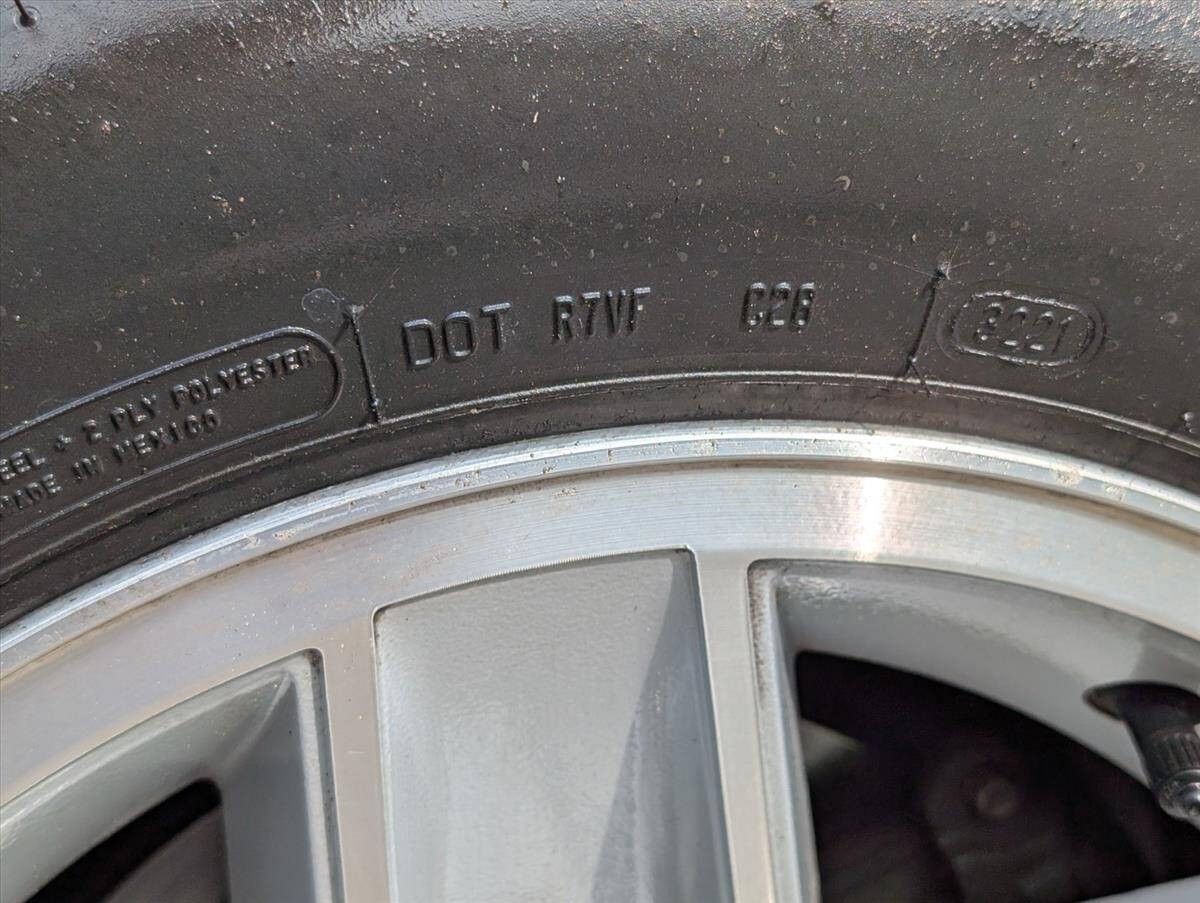 DOT R7VF C26 3221
EEL + 2 PLY POLYESTER
MADE IN MEXICO